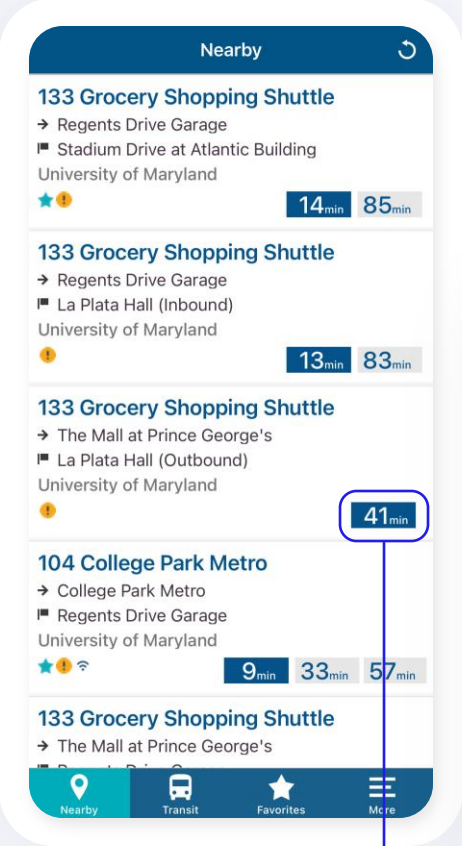 Nearby
133 Grocery Shopping Shuttle
Regents Drive Garage
Stadium Drive at Atlantic Building
University of Maryland
14min 85min
133 Grocery Shopping Shuttle
Regents Drive Garage
La Plata Hall (Inbound)
University of Maryland
13min 83min
133 Grocery Shopping Shuttle
The Mall at Prince George's
La Plata Hall (Outbound)
University of Maryland
41min
104 College Park Metro
College Park Metro
Regents Drive Garage
University of Maryland
9min 33min 57min
133 Grocery Shopping Shuttle
The Mall at Prince George's
Nearby Transit Favorites More